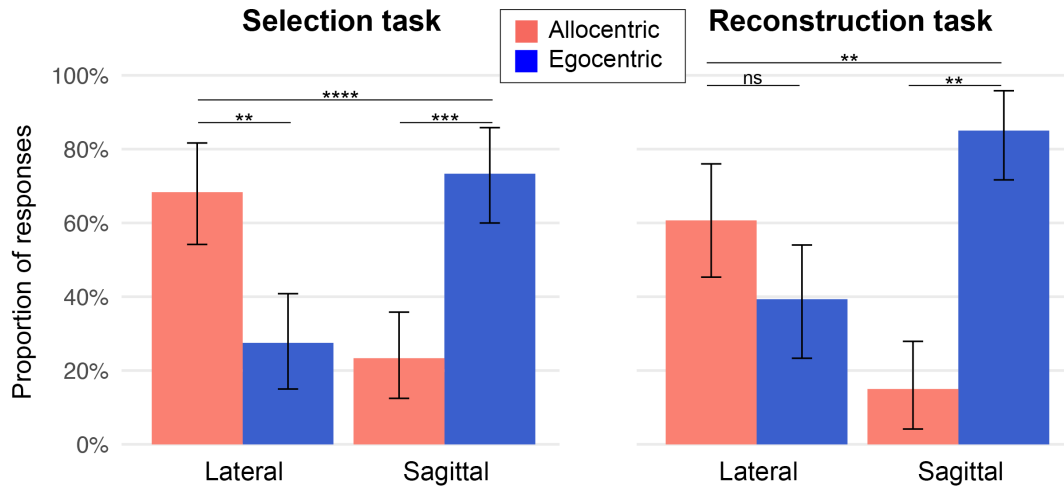 Selection task
Allocentric
Egocentric
Reconstruction task
Proportion of responses
100%
80%
60%
40%
20%
0%
****
**
***
**
ns
**
Lateral
Sagittal
Lateral
Sagittal